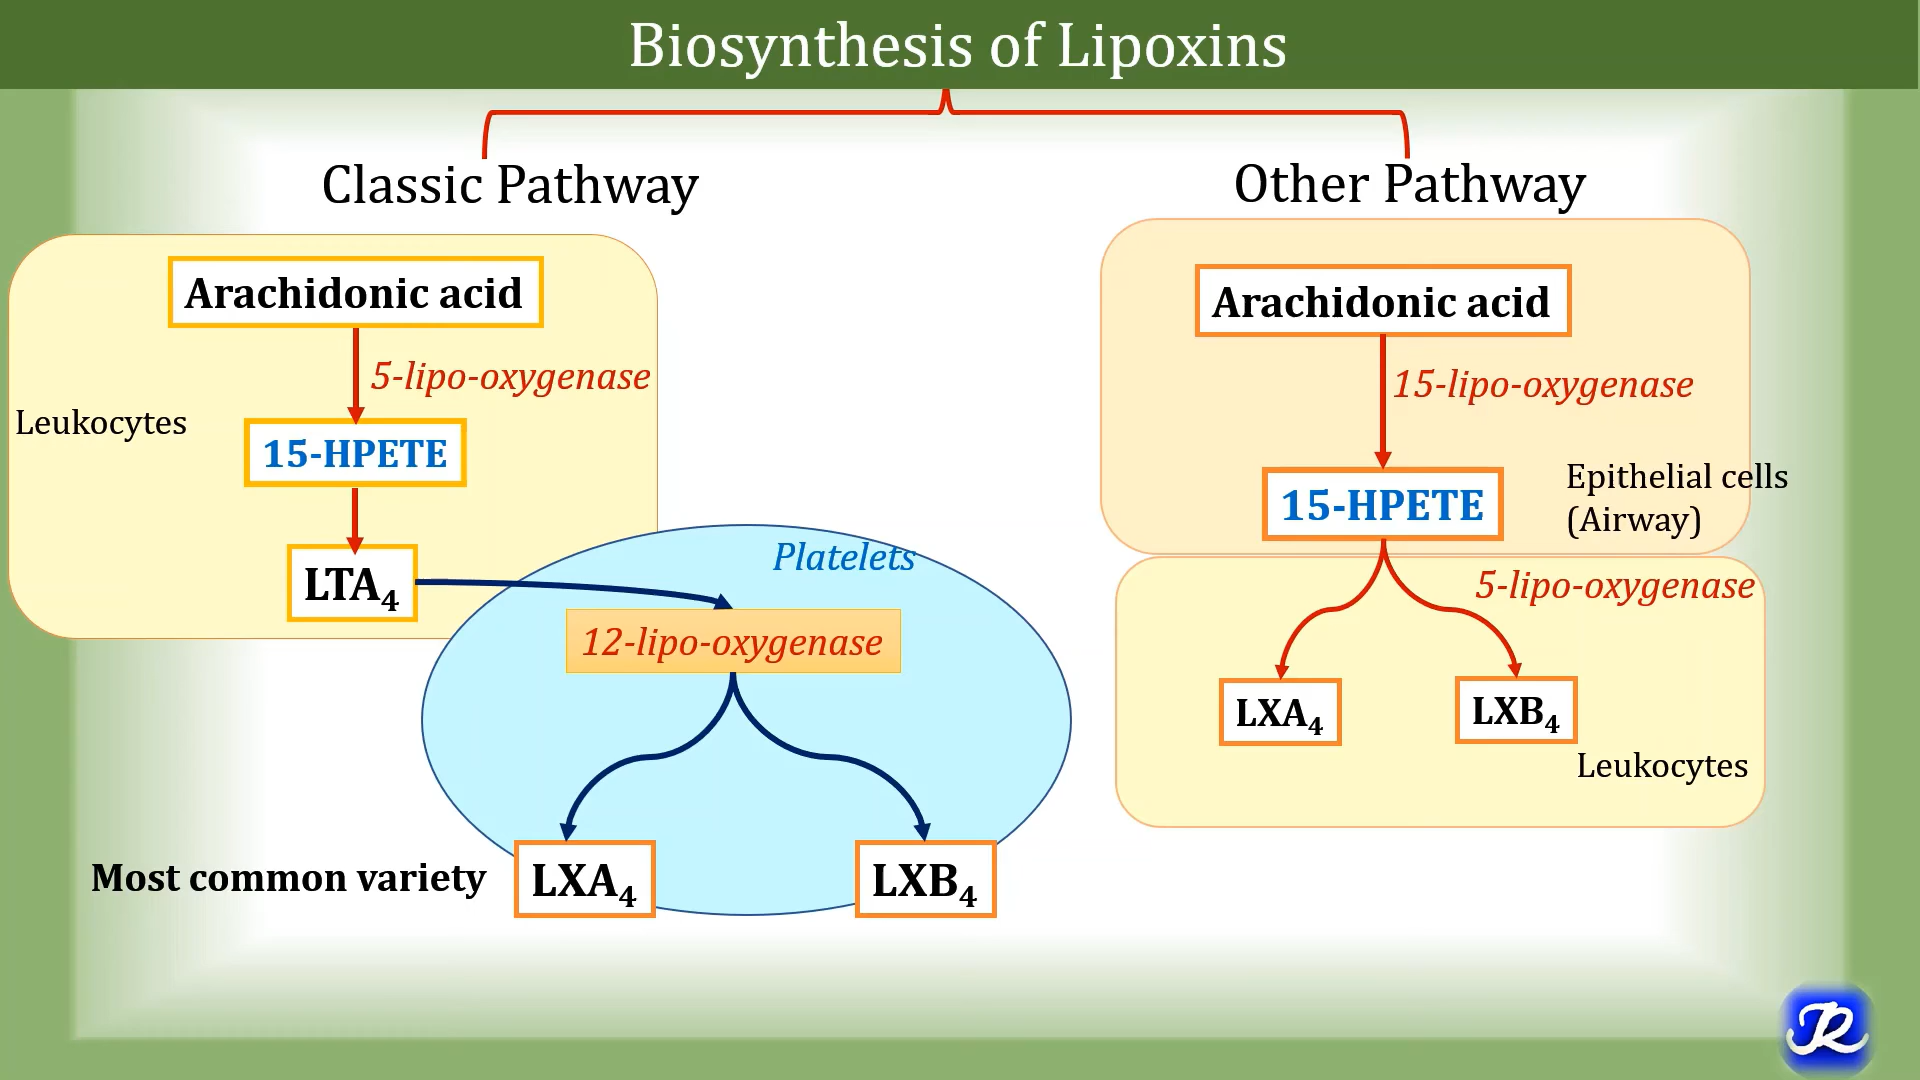 Biosynthesis of Lipoxins
Classic Pathway
Arachidonic acid
5-lipo-oxygenase
Leukocytes
15-HPETE
LTA₄
Platelets
12-lipo-oxygenase
Most common variety
LXA₄
LXB₄
Other Pathway
Arachidonic acid
15-lipo-oxygenase
15-HPETE
Epithelial cells
(Airway)
5-lipo-oxygenase
LXA₄
LXB₄
Leukocytes